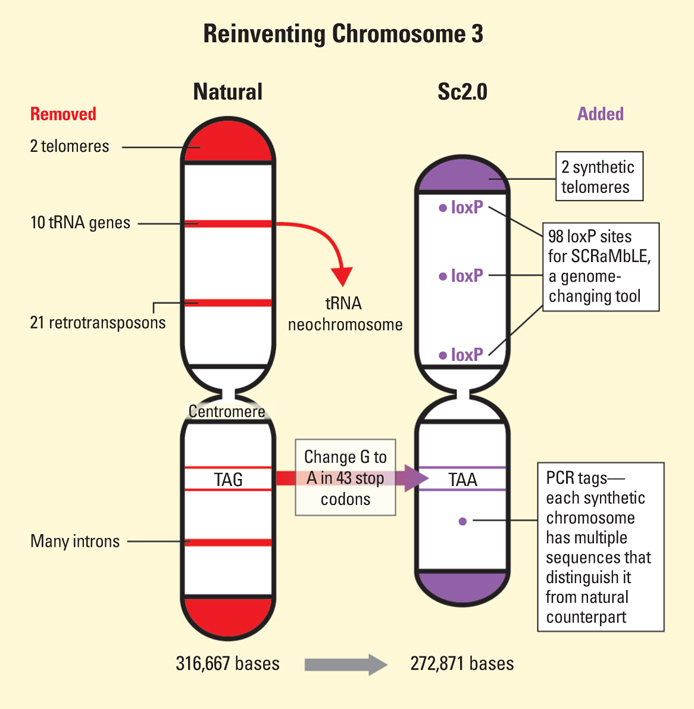 Reinventing Chromosome 3
Natural
Sc2.0
Removed
Added
2 telomeres
10 tRNA genes
21 retrotransposons
tRNA
neochromosome
Centromere
TAG
Many introns
Change G to
A in 43 stop
codons
loxP
loxP
loxP
TAA
2 synthetic
telomeres
98 loxP sites
for SCRaMbLE,
a genome-
changing tool
PCR tags—
each synthetic
chromosome
has multiple
sequences that
distinguish it
from natural
counterpart
316,667 bases
272,871 bases